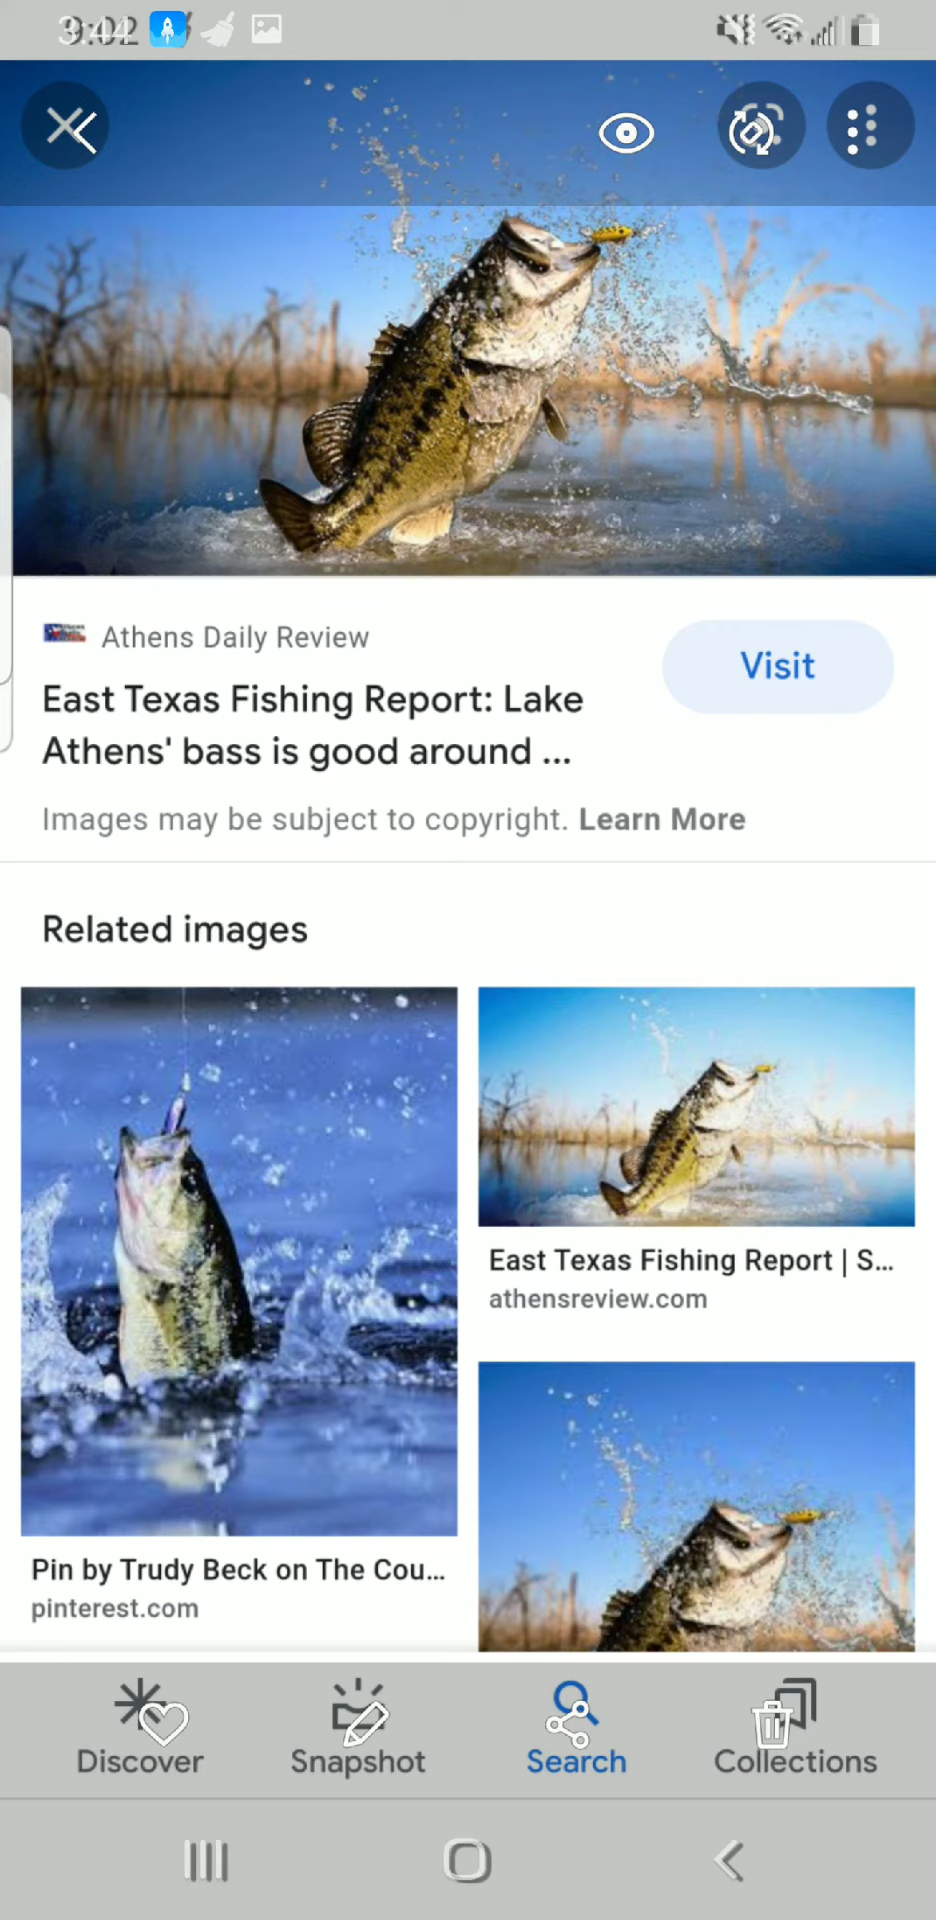 Athens Daily Review
Visit
East Texas Fishing Report: Lake
Athens' bass is good around ...
Images may be subject to copyright. Learn More
Related images
East Texas Fishing Report | S...
athensreview.com
Pin by Trudy Beck on The Cou...
pinterest.com
Discover
Snapshot
Search
Collections